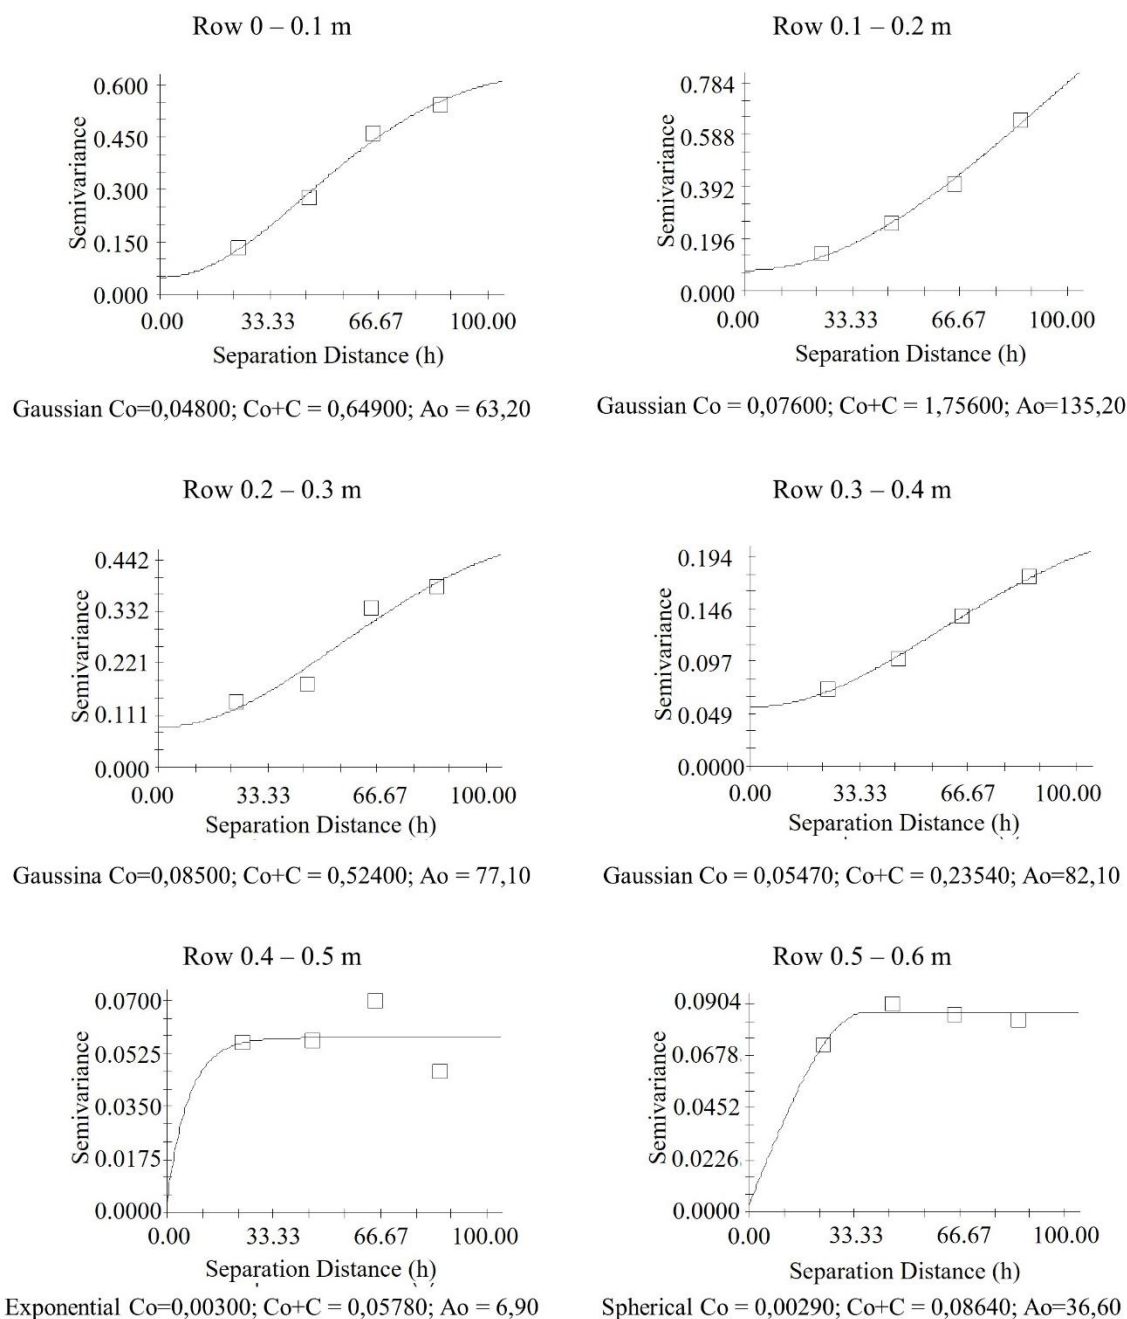 Row 0 – 0.1 m
0.600
0.450
0.300
0.150
0.000
Semivariance
0.00 33.33 66.67 100.00
Separation Distance (h)
Gaussian Co=0,04800; Co+C = 0,64900; Ao = 63,20
Row 0.1 – 0.2 m
0.784
0.588
0.392
0.196
0.000
Semivariance
0.00 33.33 66.67 100.00
Separation Distance (h)
Gaussian Co = 0,07600; Co+C = 1,75600; Ao=135,20
Row 0.2 – 0.3 m
0.442
0.332
0.221
0.111
0.000
Semivariance
0.00 33.33 66.67 100.00
Separation Distance (h)
Gaussina Co=0,08500; Co+C = 0,52400; Ao = 77,10
Row 0.3 – 0.4 m
0.194
0.146
0.097
0.049
0.0000
Semivariance
0.00 33.33 66.67 100.00
Separation Distance (h)
Gaussian Co = 0,05470; Co+C = 0,23540; Ao=82,10
Row 0.4 – 0.5 m
0.0700
0.0525
0.0350
0.0175
0.0000
Semivariance
0.00 33.33 66.67 100.00
Separation Distance (h)
Exponential Co=0,00300; Co+C = 0,05780; Ao = 6,90
Row 0.5 – 0.6 m
0.0904
0.0678
0.0452
0.0226
0.0000
Semivariance
0.00 33.33 66.67 100.00
Separation Distance (h)
Spherical Co = 0,00290; Co+C = 0,08640; Ao=36,60